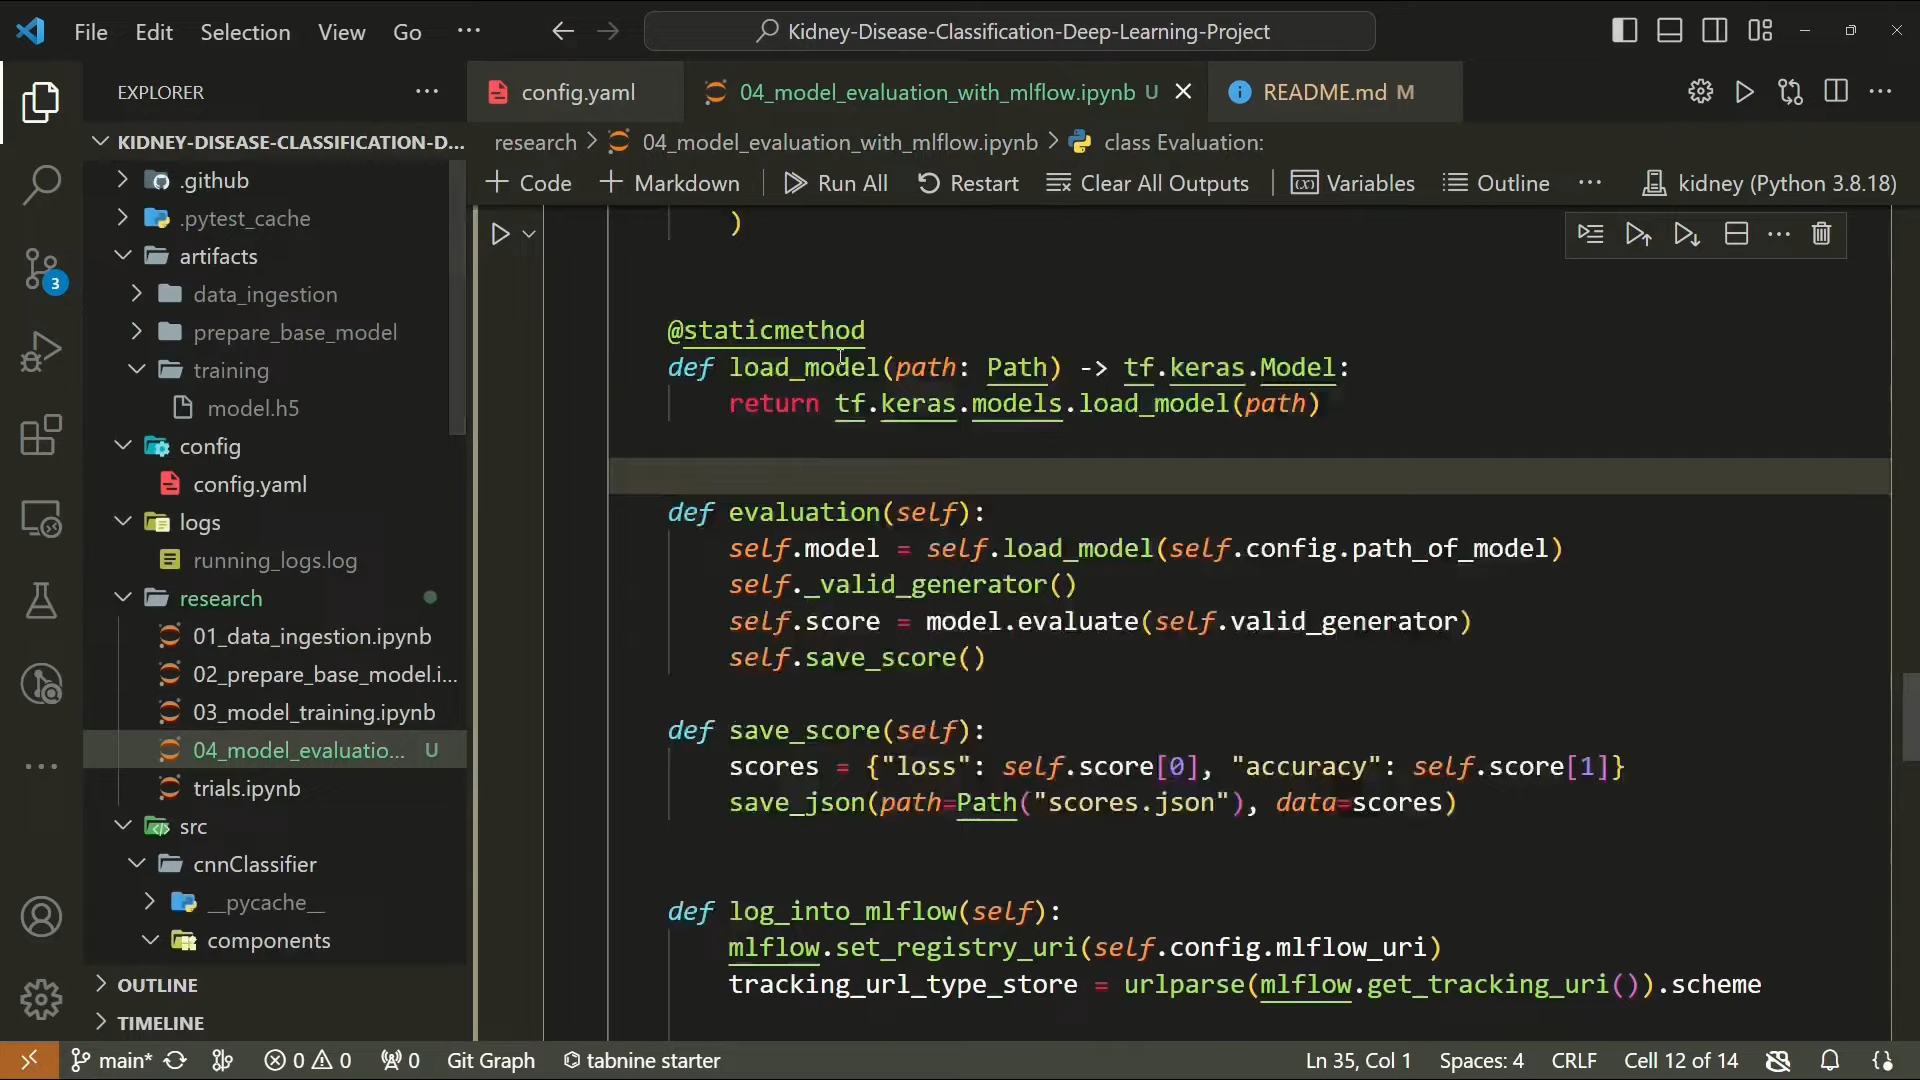 File Edit Selection View Go ··· Kidney-Disease-Classification-Deep-Learning-Project
EXPLORER ···
KIDNEY-DISEASE-CLASSIFICATION-D...
.github
.pytest_cache
artifacts
data_ingestion
prepare_base_model
training
model.h5
config
config.yaml
logs
running_logs.log
research
01_data_ingestion.ipynb
02_prepare_base_model.i...
03_model_training.ipynb
04_model_evaluatio... U
trials.ipynb
src
cnnClassifier
__pycache__
components
OUTLINE
TIMELINE
3
config.yaml 04_model_evaluation_with_mlflow.ipynb U README.md M
research > 04_model_evaluation_with_mlflow.ipynb > class Evaluation:
+ Code + Markdown Run All Restart Clear All Outputs Variables Outline ··· kidney (Python 3.8.18)
)
@staticmethod
def load_model(path: Path) -> tf.keras.Model:
return tf.keras.models.load_model(path)
def evaluation(self):
self.model = self.load_model(self.config.path_of_model)
self._valid_generator()
self.score = model.evaluate(self.valid_generator)
self.save_score()
def save_score(self):
scores = {"loss": self.score[0], "accuracy": self.score[1]}
save_json(path=Path("scores.json"), data=scores)
def log_into_mlflow(self):
mlflow.set_registry_uri(self.config.mlflow_uri)
tracking_url_type_store = urlparse(mlflow.get_tracking_uri()).scheme
main* 0 0 0 Git Graph tabnine starter Ln 35, Col 1 Spaces: 4 CRLF Cell 12 of 14